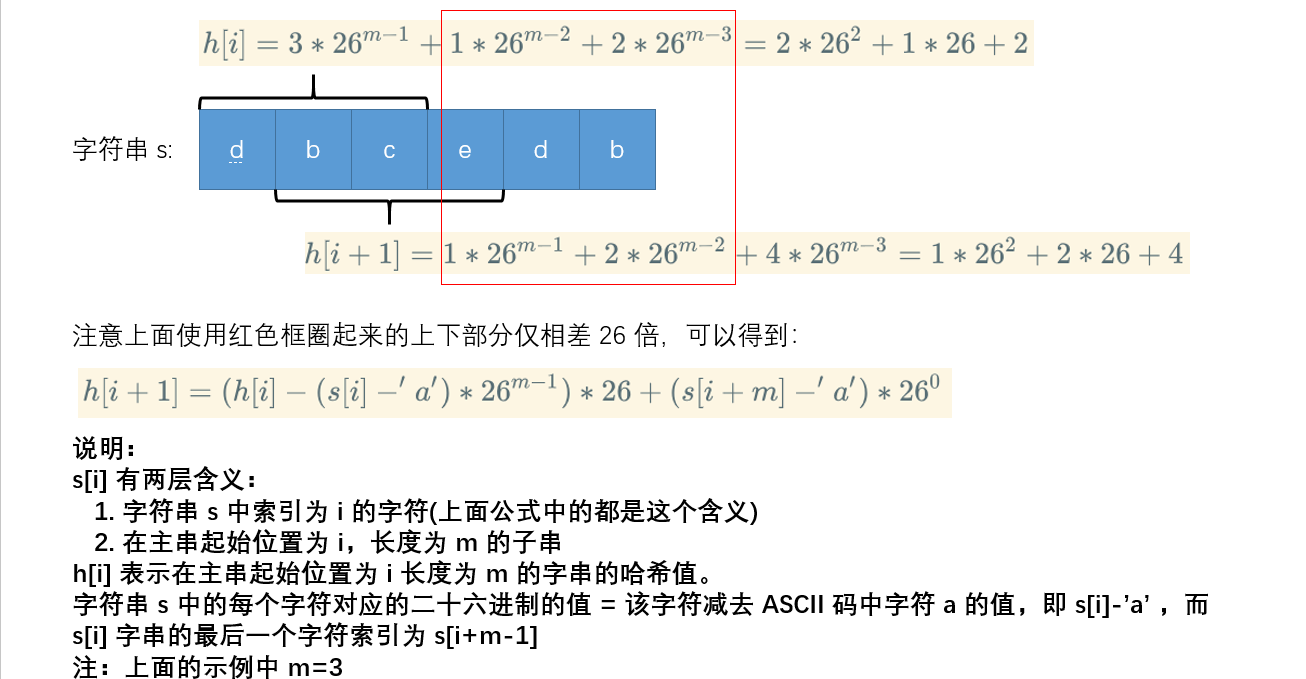 h[i] = 3 * 26^{m-1} + 1 * 26^{m-2} + 2 * 26^{m-3} = 2 * 26^2 + 1 * 26 + 2
字符串 s: d b c e d b
h[i + 1] = 1 * 26^{m-1} + 2 * 26^{m-2} + 4 * 26^{m-3} = 1 * 26^2 + 2 * 26 + 4
注意上面使用红色框圈起来的上下部分仅相差 26 倍，可以得到：
h[i + 1] = (h[i] - (s[i] -' a') * 26^{m-1}) * 26 + (s[i + m] -' a') * 26^0
说明：
s[i] 有两层含义：
1. 字符串 s 中索引为 i 的字符(上面公式中的都是这个含义)
2. 在主串起始位置为 i，长度为 m 的子串
h[i] 表示在主串起始位置为 i 长度为 m 的字串的哈希值。
字符串 s 中的每个字符对应的二十六进制的值 = 该字符减去 ASCII 码中字符 a 的值，即 s[i]-’a’ ，而
s[i] 字串的最后一个字符索引为 s[i+m-1]
注：上面的示例中 m=3